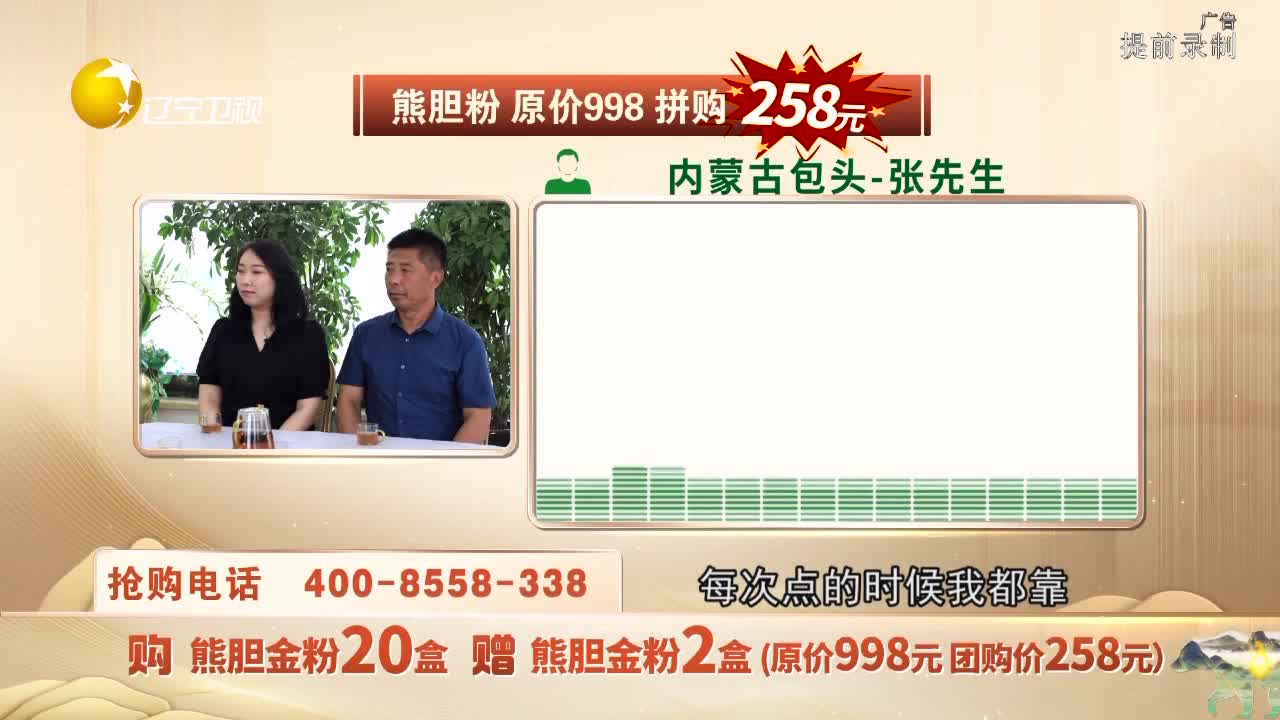 广告
提前录制
辽宁卫视
熊胆粉 原价998 拼购 258元
内蒙古包头-张先生
抢购电话 400-8558-338
每次点的时候我都靠
购 熊胆金粉20盒 赠 熊胆金粉2盒 (原价998元 团购价258元)